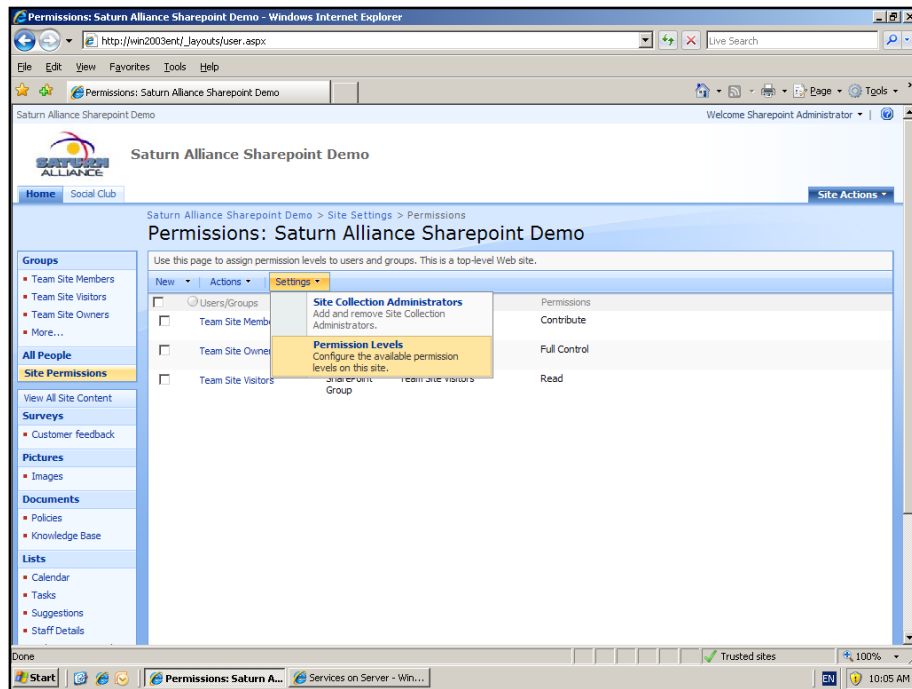 Permissions: Saturn Alliance Sharepoint Demo - Windows Internet Explorer
http://win2003ent/_layouts/user.aspx
Live Search
File Edit View Favorites Tools Help
Permissions: Saturn Alliance Sharepoint Demo
Page Tools
Saturn Alliance Sharepoint Demo
Welcome Sharepoint Administrator
SATURN
ALLIANCE
Saturn Alliance Sharepoint Demo
Home Social Club
Site Actions
Saturn Alliance Sharepoint Demo > Site Settings > Permissions
Permissions: Saturn Alliance Sharepoint Demo
Use this page to assign permission levels to users and groups. This is a top-level Web site.
New Actions Settings
Users/Groups
Permissions
Team Site Memb
Contribute
Team Site Owner
Full Control
Team Site Visitors
SharePoint
Group
Team Site Visitors
Read
Site Collection Administrators
Add and remove Site Collection
Administrators.
Permission Levels
Configure the available permission
levels on this site.
Groups
Team Site Members
Team Site Visitors
Team Site Owners
More...
All People
Site Permissions
View All Site Content
Surveys
Customer feedback
Pictures
Images
Documents
Policies
Knowledge Base
Lists
Calendar
Tasks
Suggestions
Staff Details
Done
Trusted sites
100%
Start
Permissions: Saturn A...
Services on Server - Win...
EN
10:05 AM